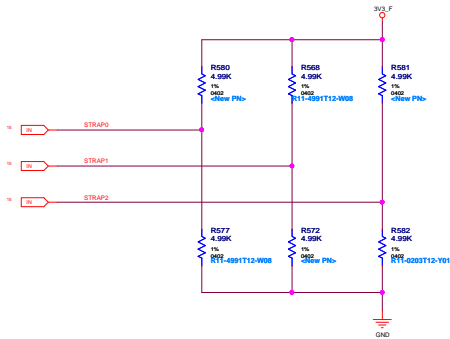 3V3_F
R580
4.99K
1%
0402
<New PN>
R568
4.99K
1%
0402
R11-4991T12-W08
R581
4.99K
1%
0402
<New PN>
IN
STRAP0
IN
STRAP1
IN
STRAP2
R577
4.99K
1%
0402
R11-4991T12-W08
R572
4.99K
1%
0402
<New PN>
R582
4.99K
1%
0402
R11-0203T12-Y01
GND